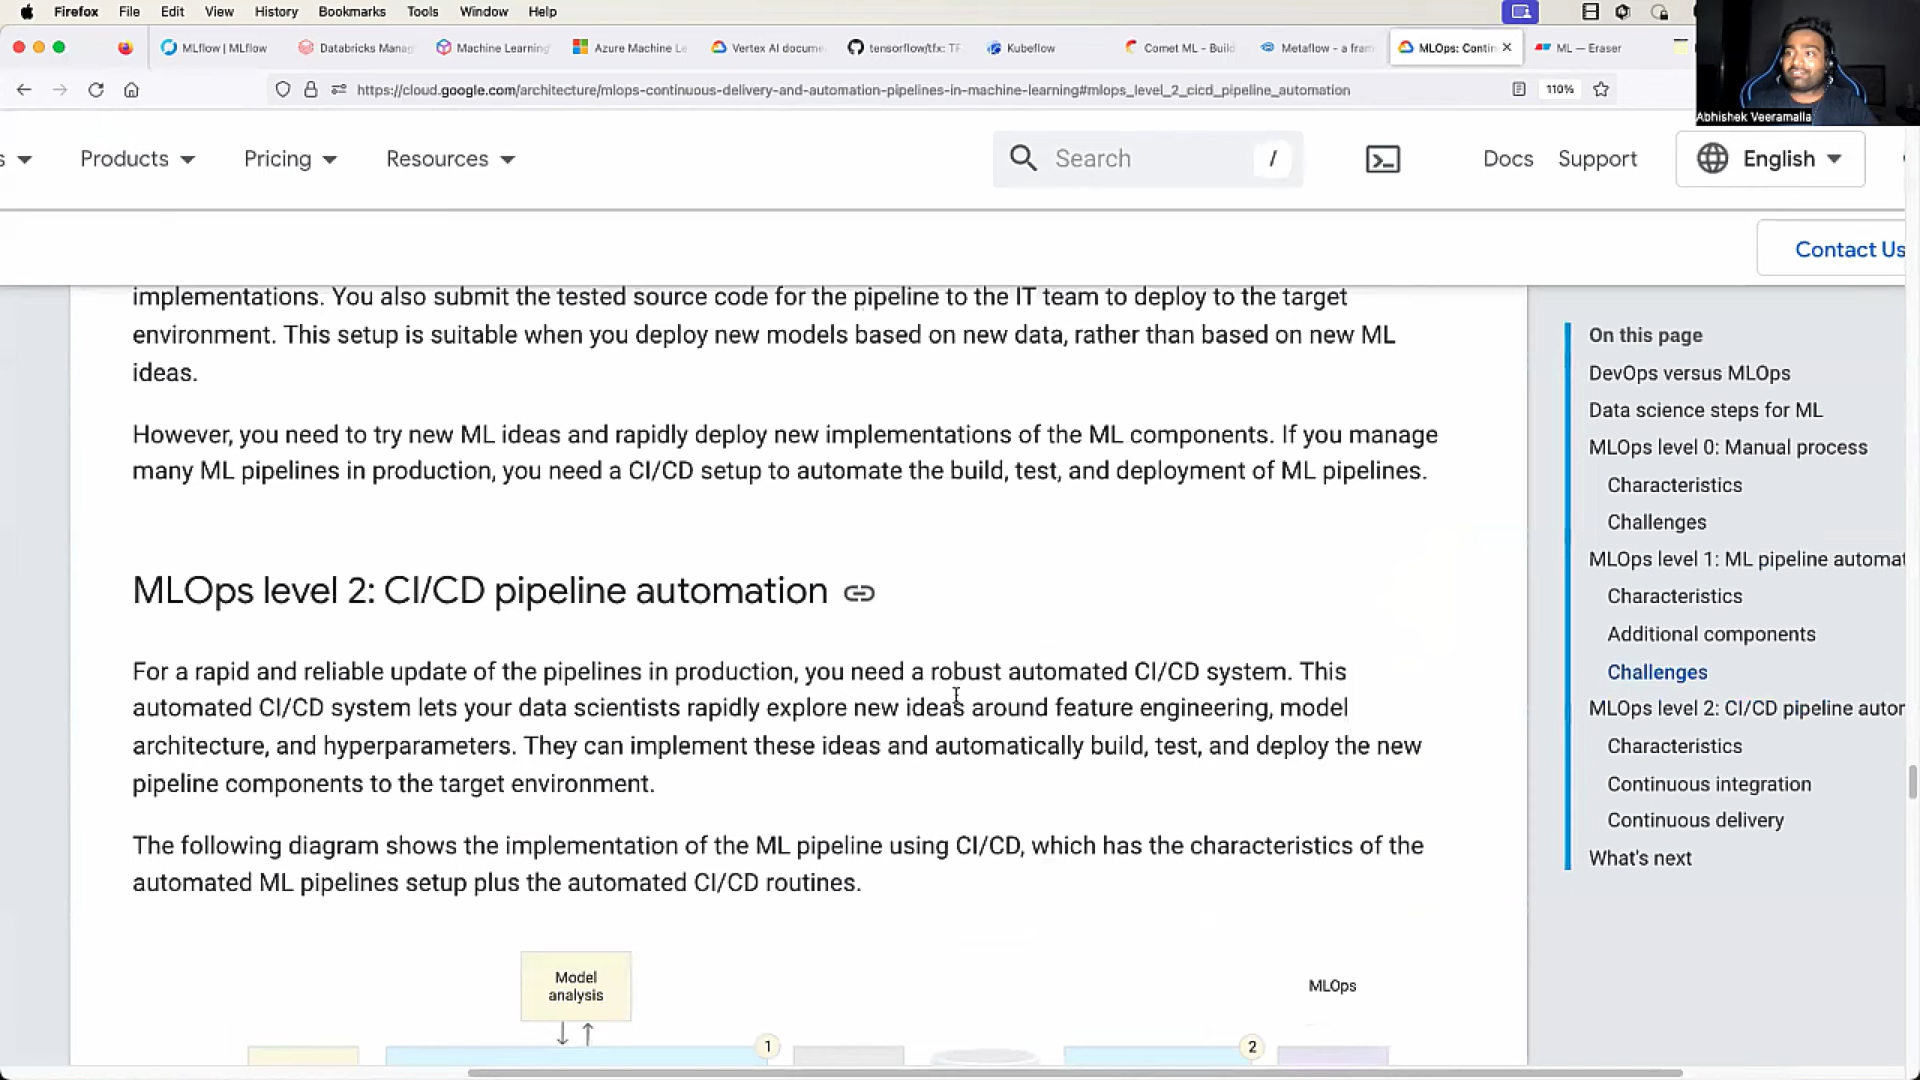 Firefox File Edit View History Bookmarks Tools Window Help
MLflow | MLflow Databricks Mana Machine Learning Azure Machine Le Vertex AI docume tensorflow/tfx: TF Kubeflow Comet ML - Build Metaflow - a fram MLOps: Contin ML — Eraser
https://cloud.google.com/architecture/mlops-continuous-delivery-and-automation-pipelines-in-machine-learning#mlops_level_2_cicd_pipeline_automation 110%
Abhishek Veeramalla
s Products Pricing Resources Search / Docs Support English
Contact Us
implementations. You also submit the tested source code for the pipeline to the IT team to deploy to the target
environment. This setup is suitable when you deploy new models based on new data, rather than based on new ML
ideas.
However, you need to try new ML ideas and rapidly deploy new implementations of the ML components. If you manage
many ML pipelines in production, you need a CI/CD setup to automate the build, test, and deployment of ML pipelines.
MLOps level 2: CI/CD pipeline automation
For a rapid and reliable update of the pipelines in production, you need a robust automated CI/CD system. This
automated CI/CD system lets your data scientists rapidly explore new ideas around feature engineering, model
architecture, and hyperparameters. They can implement these ideas and automatically build, test, and deploy the new
pipeline components to the target environment.
The following diagram shows the implementation of the ML pipeline using CI/CD, which has the characteristics of the
automated ML pipelines setup plus the automated CI/CD routines.
Model
analysis
MLOps
1
2
On this page
DevOps versus MLOps
Data science steps for ML
MLOps level 0: Manual process
Characteristics
Challenges
MLOps level 1: ML pipeline automat
Characteristics
Additional components
Challenges
MLOps level 2: CI/CD pipeline autor
Characteristics
Continuous integration
Continuous delivery
What's next